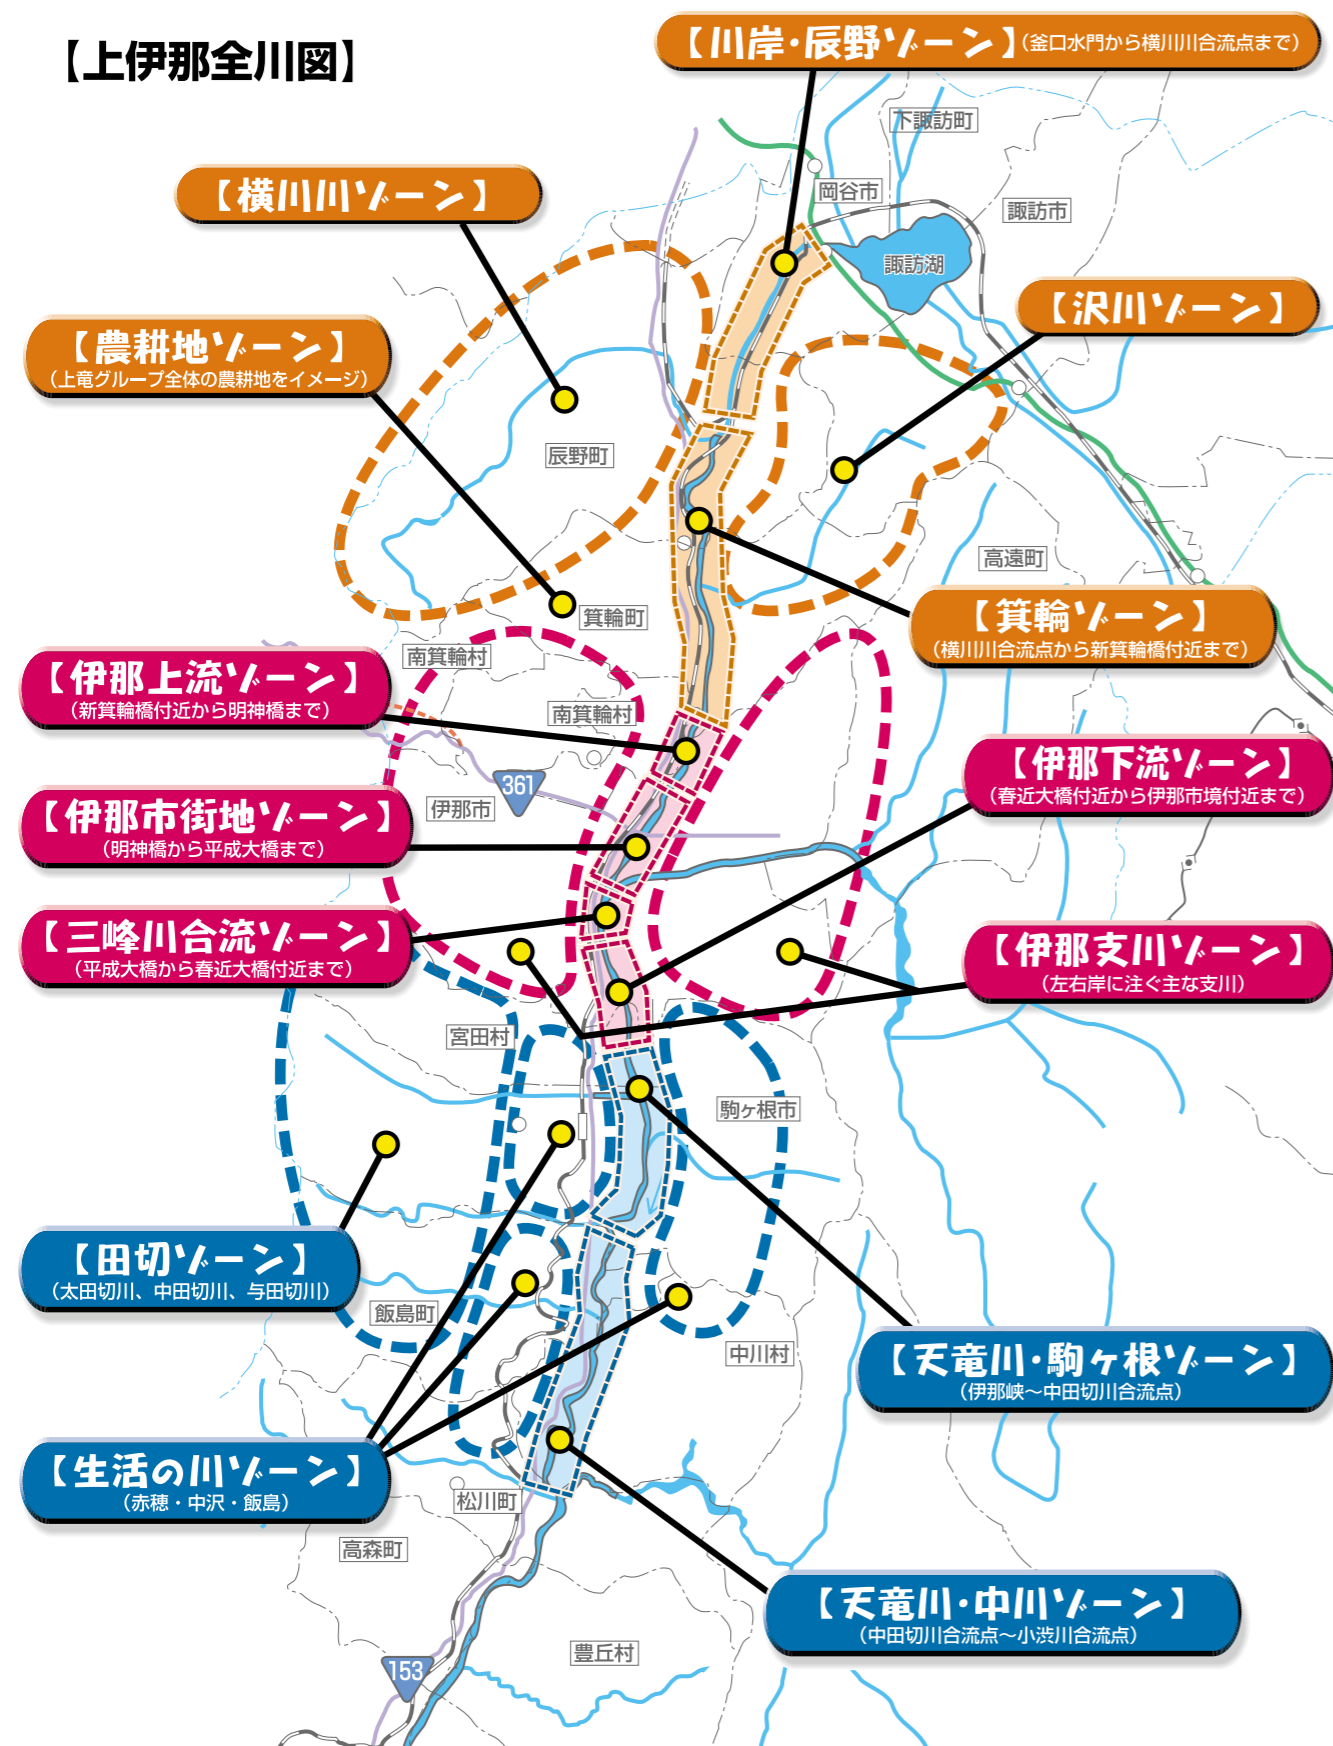 【上伊那全川図】
【川岸・辰野ゾーン】（釜口水門から横川川合流点まで）
下諏訪町
岡谷市
諏訪市
【横川川ゾーン】
諏訪湖
【沢川ゾーン】
【農耕地ゾーン】
（上竜グループ全体の農耕地をイメージ）
辰野町
高遠町
箕輪町
【箕輪ゾーン】
（横川川合流点から新箕輪橋付近まで）
南箕輪村
【伊那上流ゾーン】
（新箕輪橋付近から明神橋まで）
南箕輪村
361
伊那市
【伊那下流ゾーン】
（春近大橋付近から伊那市境付近まで）
【伊那市街地ゾーン】
（明神橋から平成大橋まで）
【三峰川合流ゾーン】
（平成大橋から春近大橋付近まで）
【伊那支川ゾーン】
（左右岸に注ぐ主な支川）
宮田村
駒ヶ根市
【田切ゾーン】
（太田切川、中田切川、与田切川）
飯島町
中川村
【天竜川・駒ヶ根ゾーン】
（伊那峡～中田切川合流点）
【生活の川ゾーン】
（赤穂・中沢・飯島）
松川町
高森町
【天竜川・中川ゾーン】
（中田切川合流点～小渋川合流点）
豊丘村
153